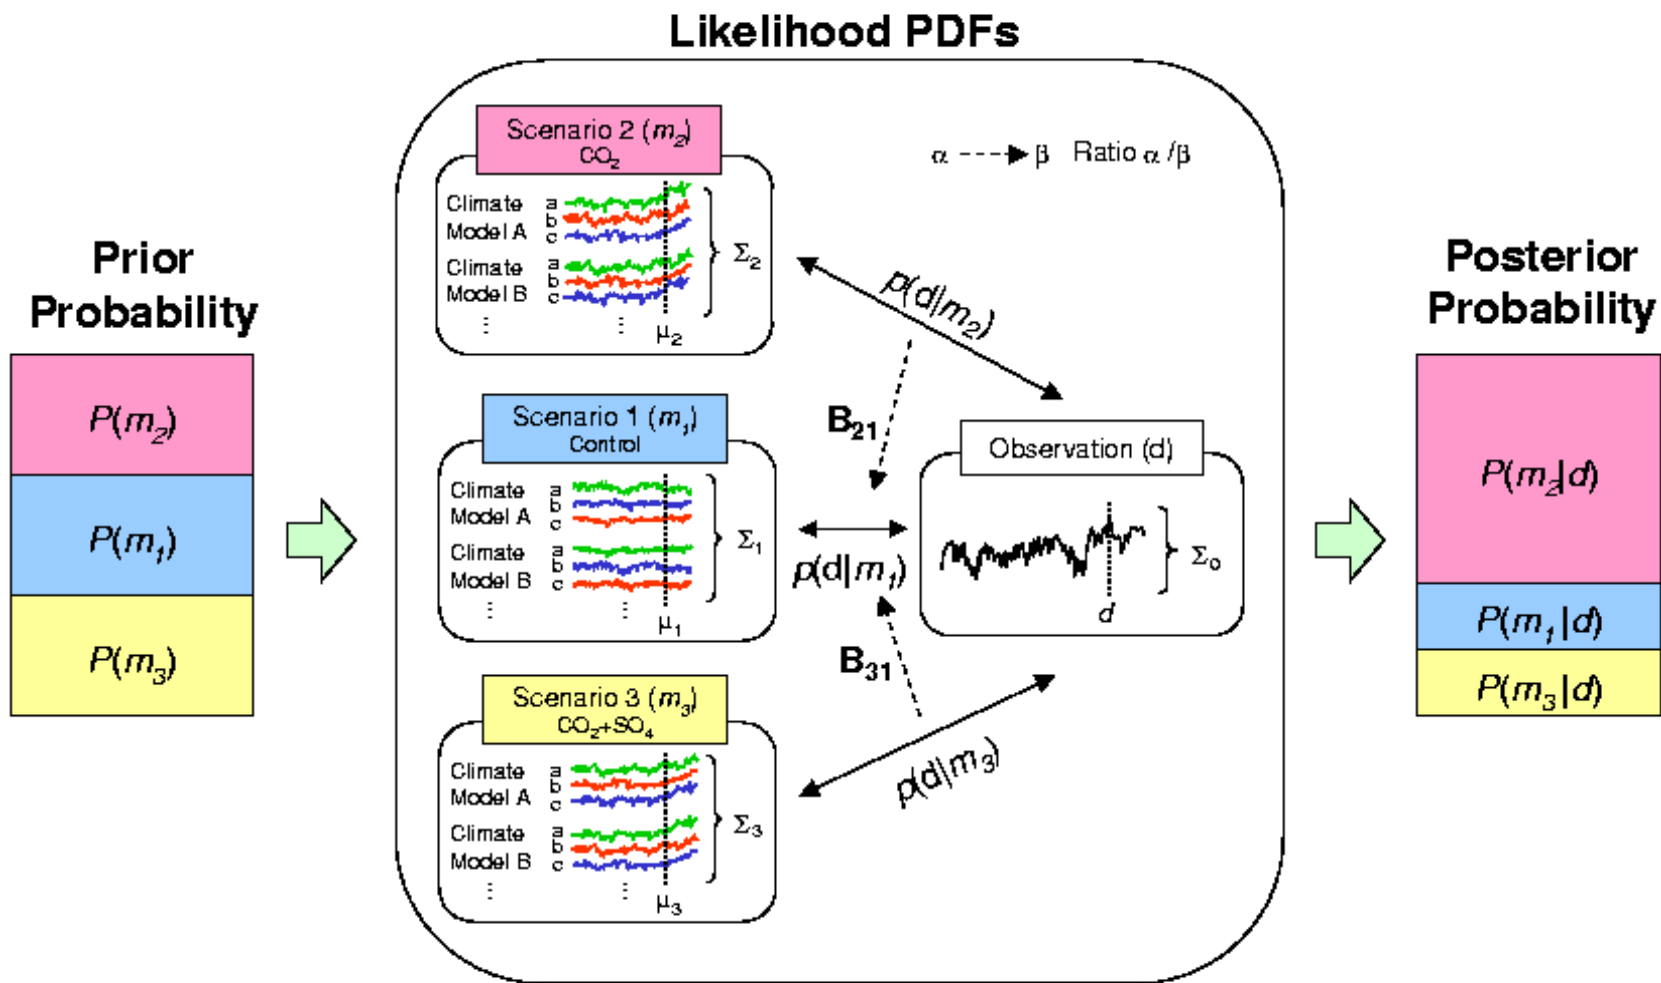 Likelihood PDFs
Prior
Probability
P(m₂)
P(m₁)
P(m₃)
Scenario 2 (m₂)
CO₂
Climate
Model A
a
b
c
Climate
Model B
a
b
c
⋮ ⋮
μ₂
Σ₂
Scenario 1 (m₁)
Control
Climate
Model A
a
b
c
Climate
Model B
a
b
c
⋮ ⋮
μ₁
Σ₁
Scenario 3 (m₃)
CO₂+SO₄
Climate
Model A
a
b
c
Climate
Model B
a
b
c
⋮ ⋮
μ₃
Σ₃
α β Ratio α/β
p(d|m₂)
B₂₁
p(d|m₁)
B₃₁
p(d|m₃)
Observation (d)
d
Σ₀
Posterior
Probability
P(m₂|d)
P(m₁|d)
P(m₃|d)